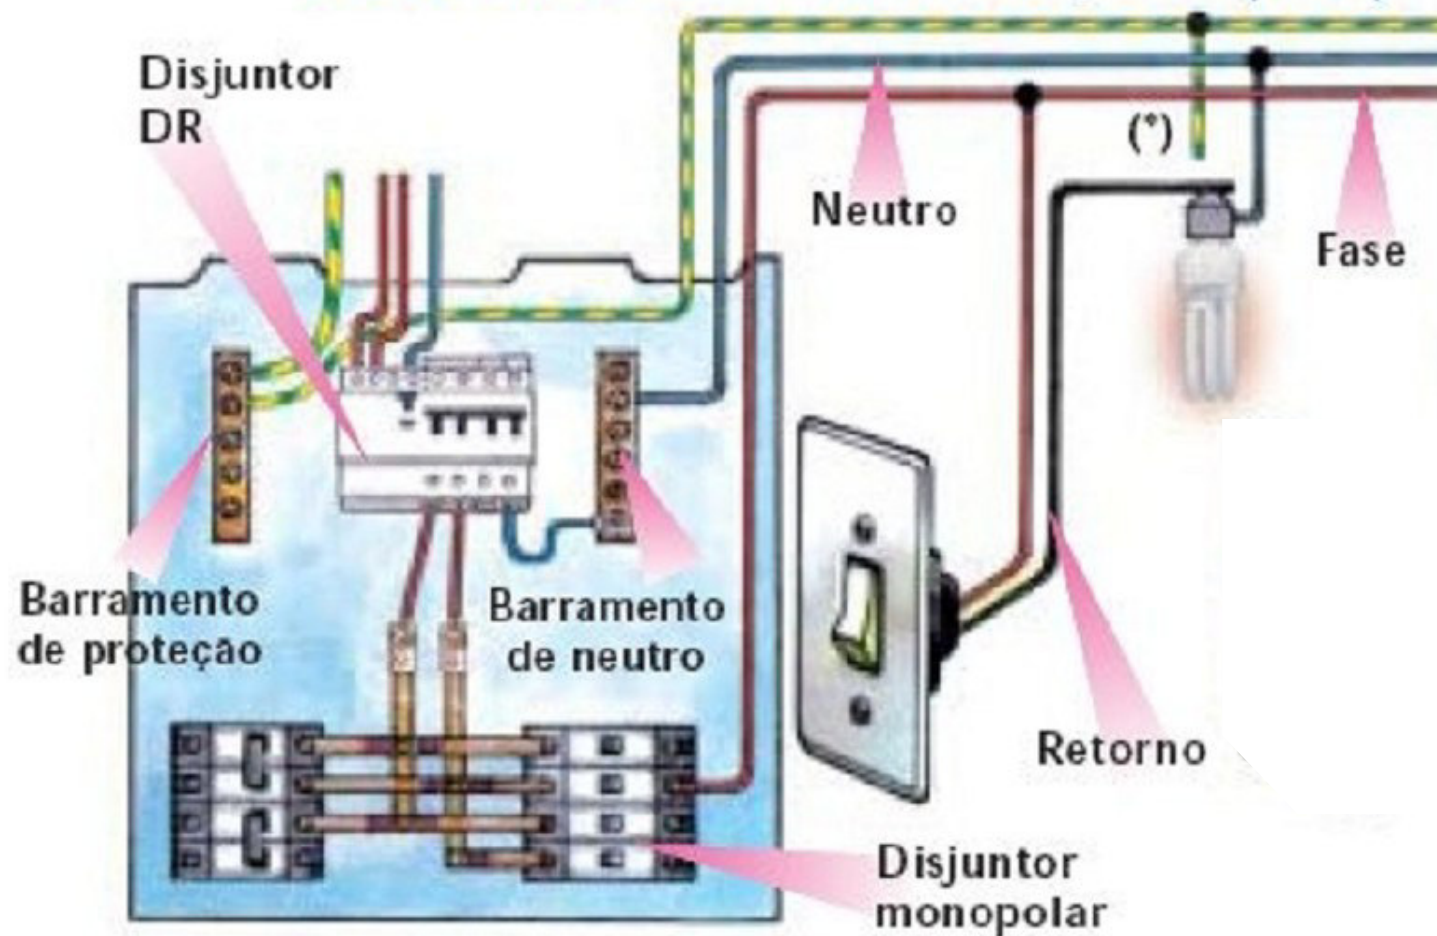 Disjuntor
DR
(*)
Neutro
Fase
Barramento
de proteção
Barramento
de neutro
Retorno
Disjuntor
monopolar